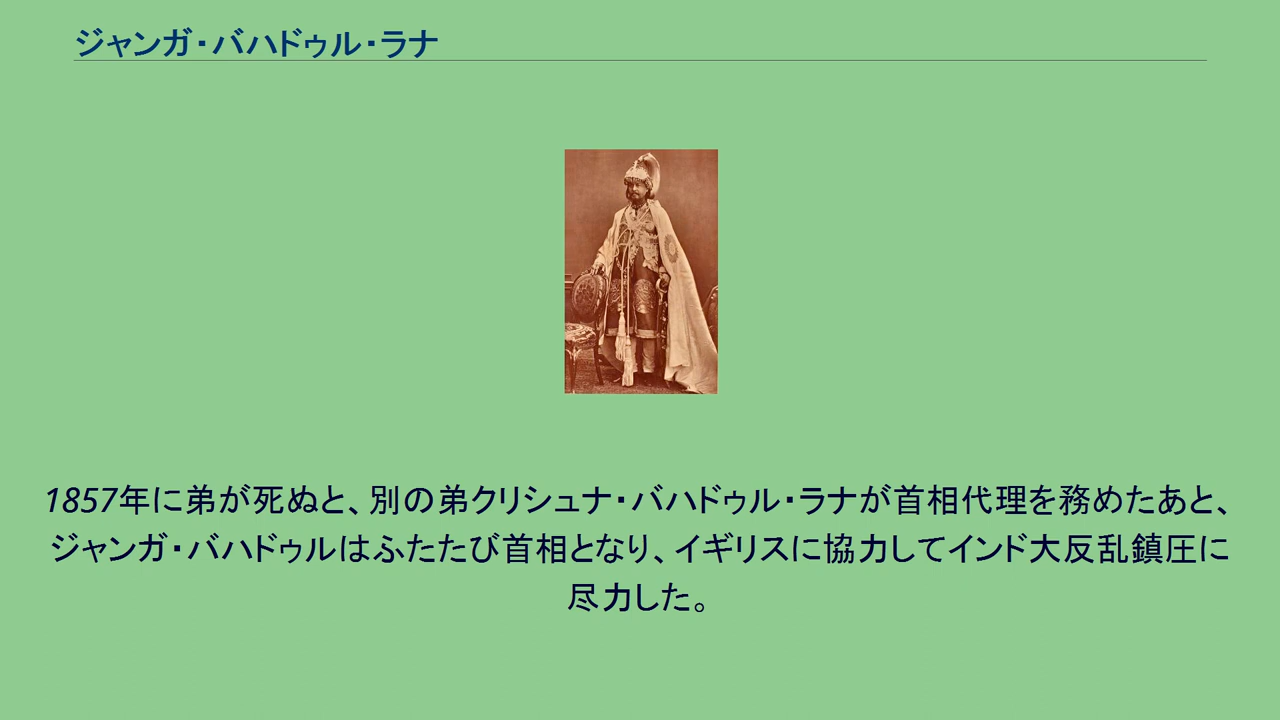 ジャンガ・バハドゥル・ラナ
1857年に弟が死ぬと、別の弟クリシュナ・バハドゥル・ラナが首相代理を務めたあと、
ジャンガ・バハドゥルはふたたび首相となり、イギリスに協力してインド大反乱鎮圧に
尽力した。